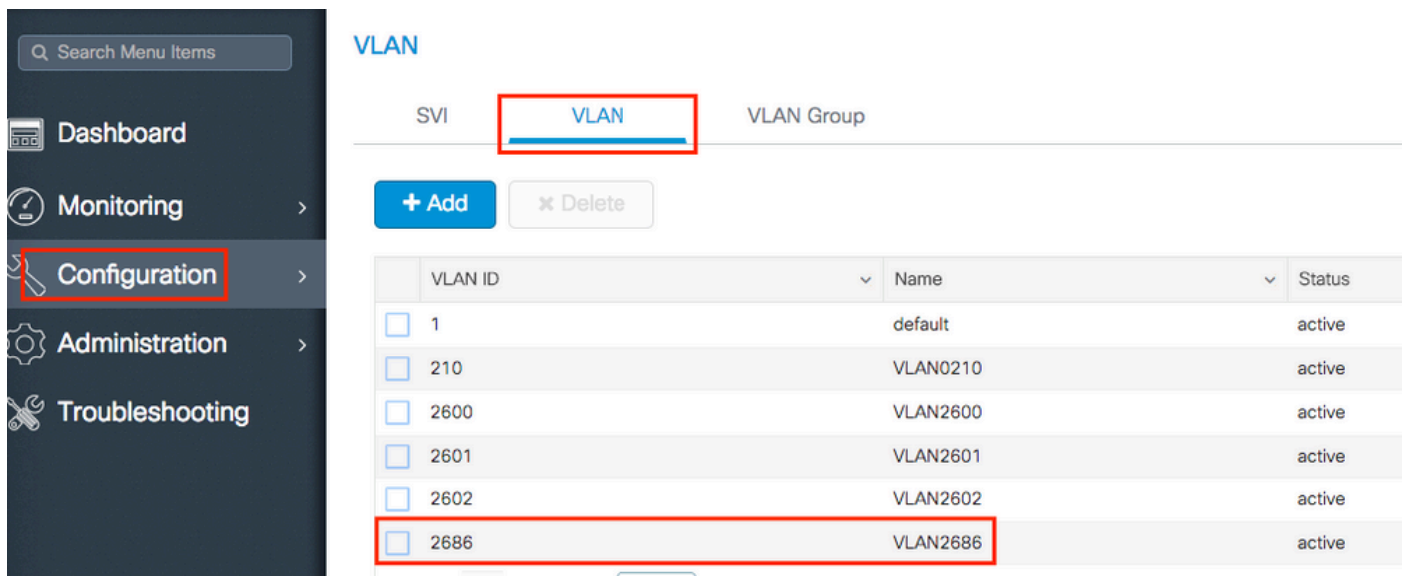 Search Menu Items
Dashboard
Monitoring
Configuration
Administration
Troubleshooting
VLAN
SVI VLAN VLAN Group
+ Add × Delete
VLAN ID Name Status
1 default active
210 VLAN0210 active
2600 VLAN2600 active
2601 VLAN2601 active
2602 VLAN2602 active
2686 VLAN2686 active